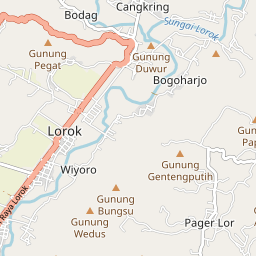 Cangkring
Bodag
Sungai Lorok
Gunung
Pegat
Gunung
Duwur
Bogoharjo
Lorok
Gunung
Wiyoro
Gunung
Gentengputih
Gunung
Bungsu
Gunung
Wedus
Pager Lor
Raya Lorok